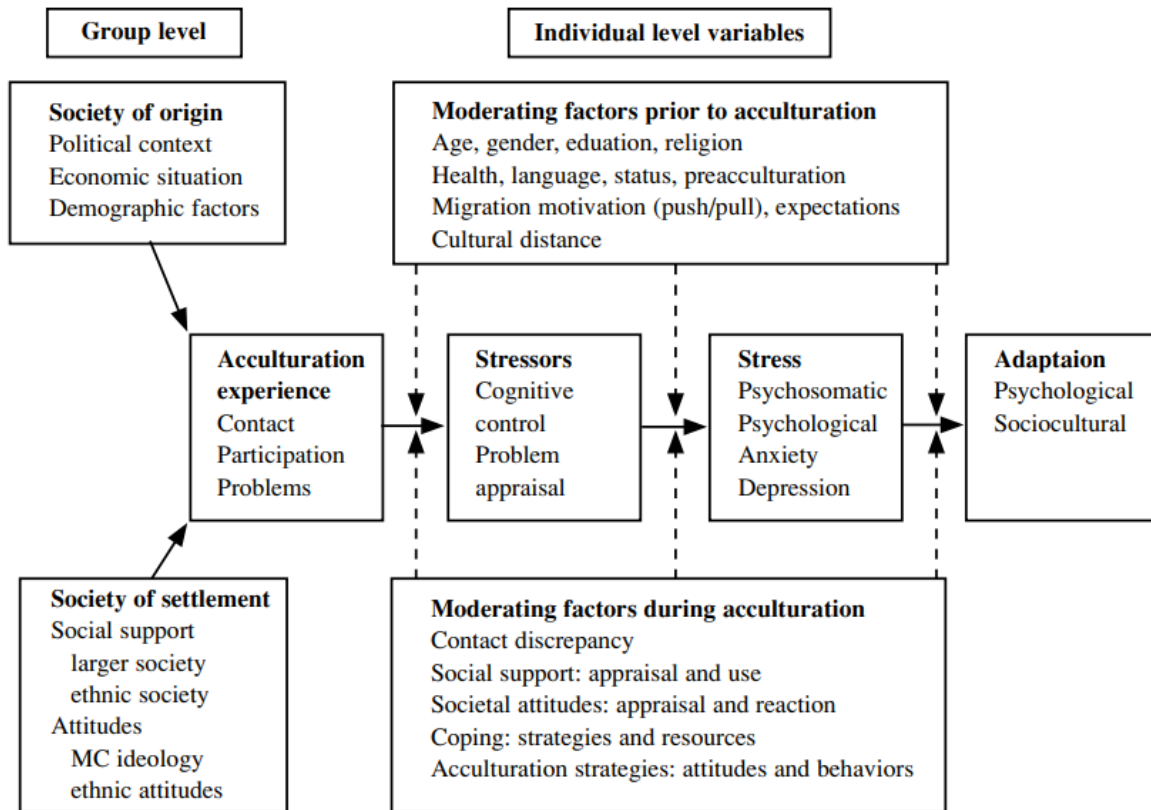 Group level
Individual level variables
Society of origin
Political context
Economic situation
Demographic factors
Moderating factors prior to acculturation
Age, gender, eduation, religion
Health, language, status, preacculturation
Migration motivation (push/pull), expectations
Cultural distance
Acculturation
experience
Contact
Participation
Problems
Stressors
Cognitive
control
Problem
appraisal
Stress
Psychosomatic
Psychological
Anxiety
Depression
Adaptaion
Psychological
Sociocultural
Society of settlement
Social support
larger society
ethnic society
Attitudes
MC ideology
ethnic attitudes
Moderating factors during acculturation
Contact discrepancy
Social support: appraisal and use
Societal attitudes: appraisal and reaction
Coping: strategies and resources
Acculturation strategies: attitudes and behaviors